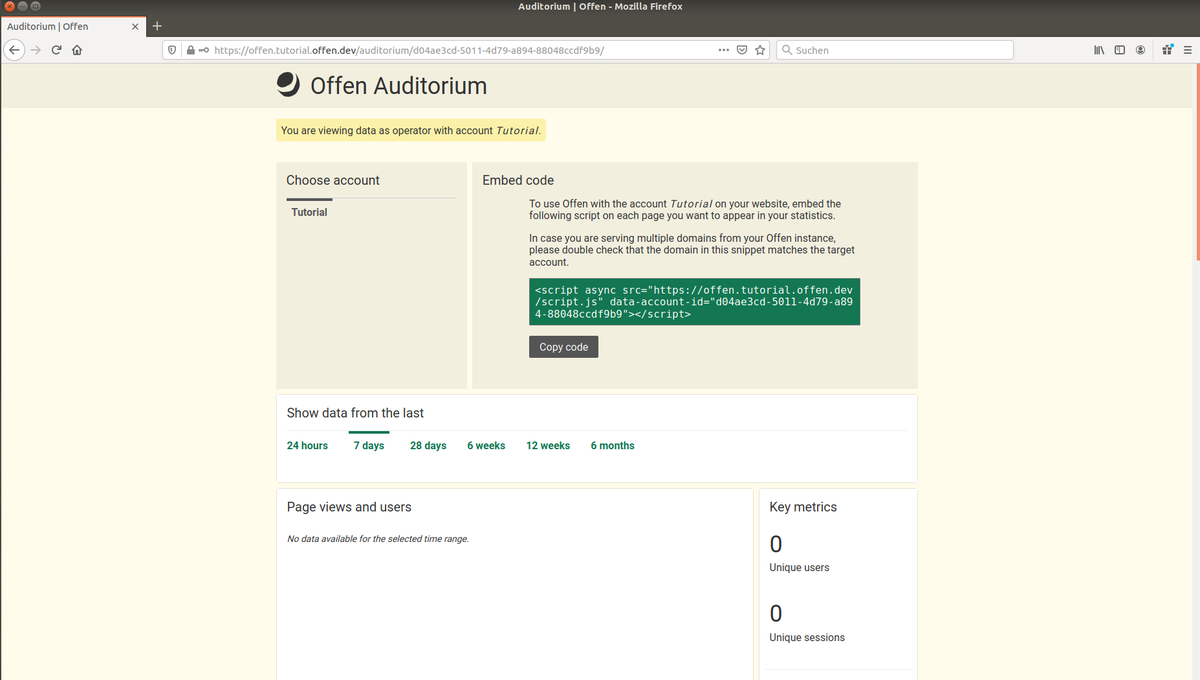 Auditorium | Offen - Mozilla Firefox
Auditorium | Offen
https://offen.tutorial.offen.dev/auditorium/d04ae3cd-5011-4d79-a894-88048ccdf9b9/
Suchen
Offen Auditorium
You are viewing data as operator with account Tutorial.
Choose account
Tutorial
Embed code
To use Offen with the account Tutorial on your website, embed the
following script on each page you want to appear in your statistics.
In case you are serving multiple domains from your Offen instance,
please double check that the domain in this snippet matches the target
account.
<script async src="https://offen.tutorial.offen.dev
/script.js" data-account-id="d04ae3cd-5011-4d79-a89
4-88048ccdf9b9"></script>
Copy code
Show data from the last
24 hours 7 days 28 days 6 weeks 12 weeks 6 months
Page views and users
No data available for the selected time range.
Key metrics
0
Unique users
0
Unique sessions